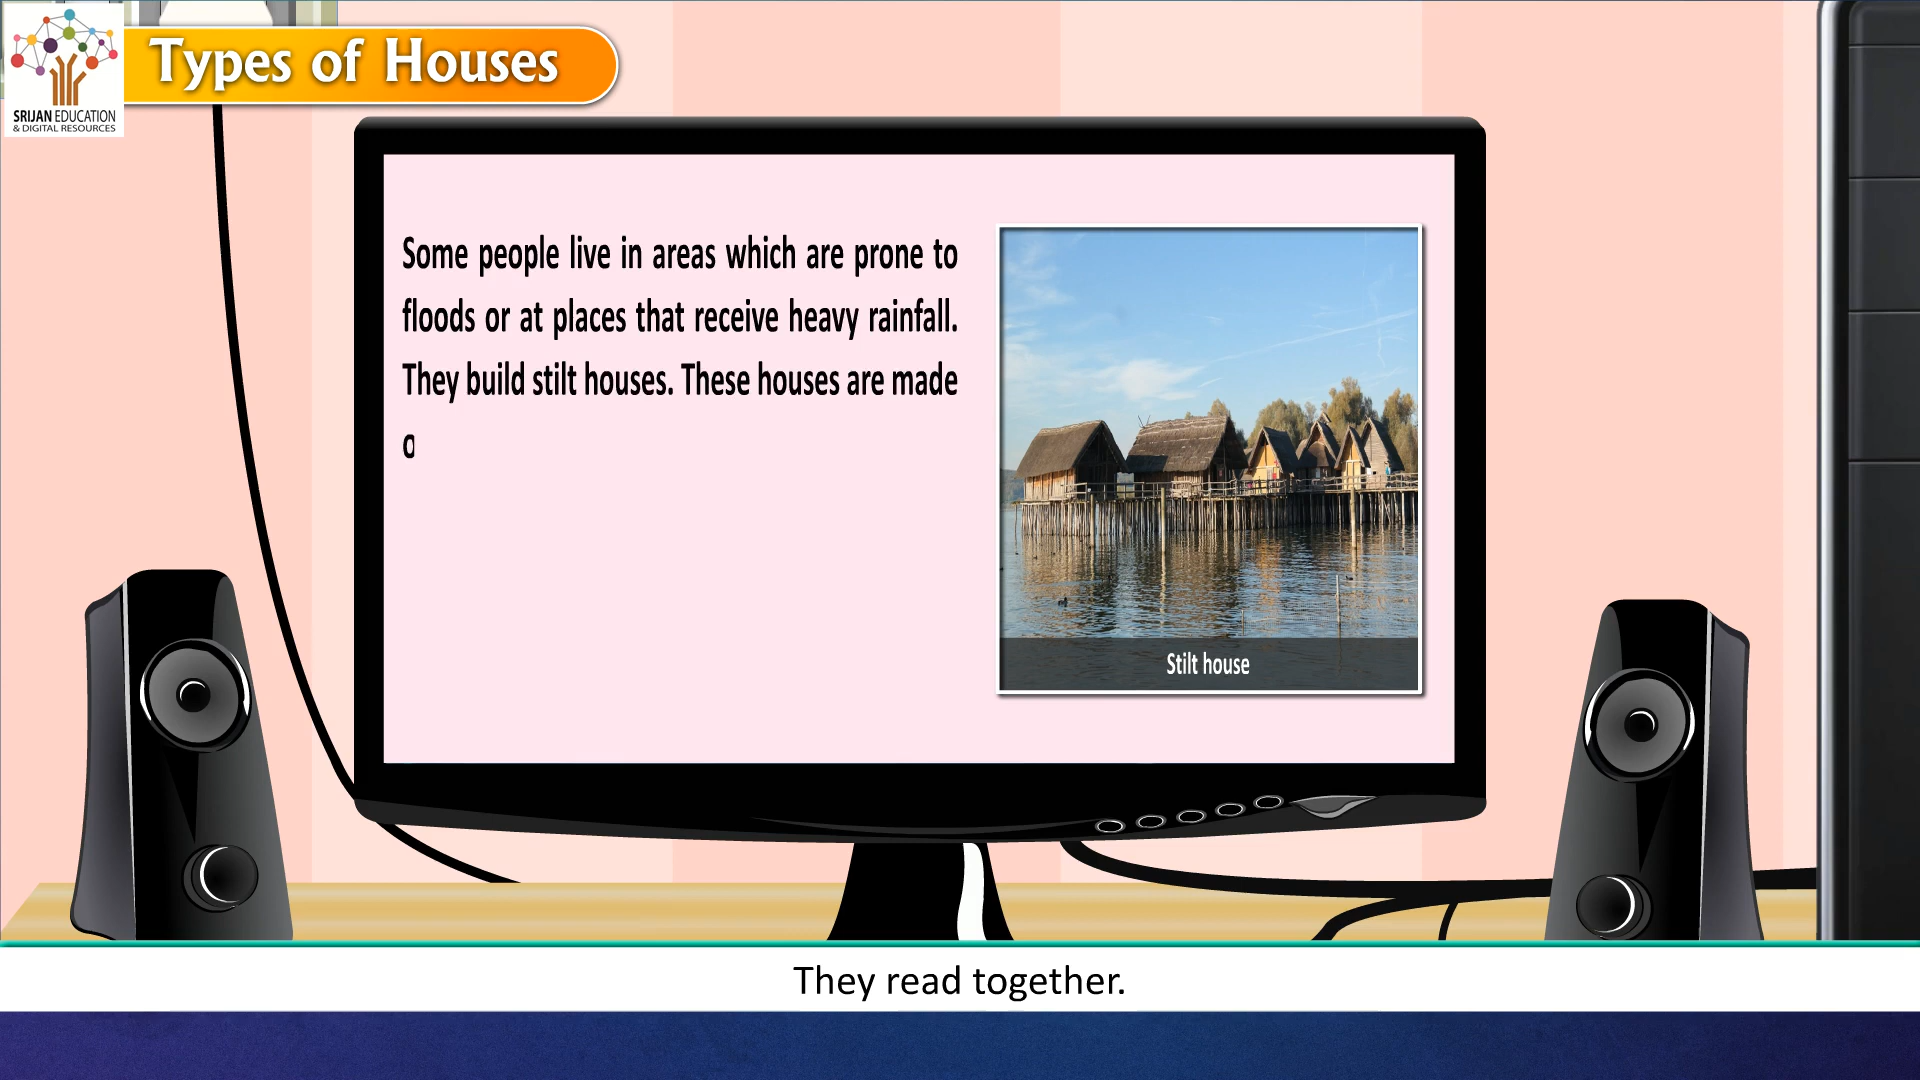 SRIJAN EDUCATION
& DIGITAL RESOURCES
Types of Houses
Some people live in areas which are prone to
floods or at places that receive heavy rainfall.
They build stilt houses. These houses are made
o
Stilt house
They read together.